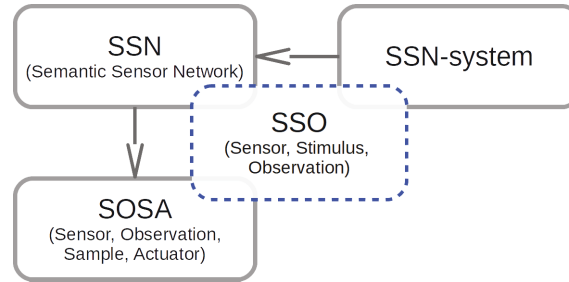 SSN
(Semantic Sensor Network)
SSN-system
SSO
(Sensor, Stimulus,
Observation)
SOSA
(Sensor, Observation,
Sample, Actuator)